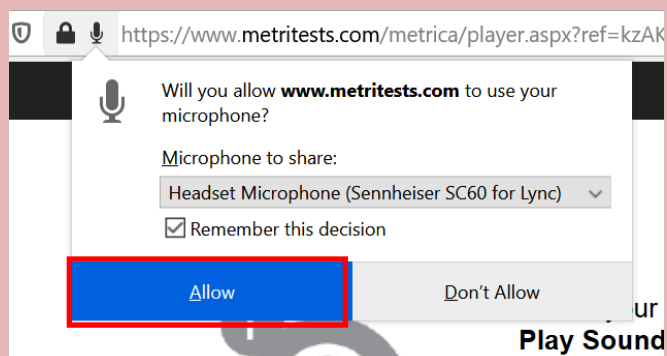 https://www.metritests.com/metrica/player.aspx?ref=kzAK
Will you allow www.metritests.com to use your
microphone?
Microphone to share:
Headset Microphone (Sennheiser SC60 for Lync)
Remember this decision
Allow Don't Allow
ur
Play Sound